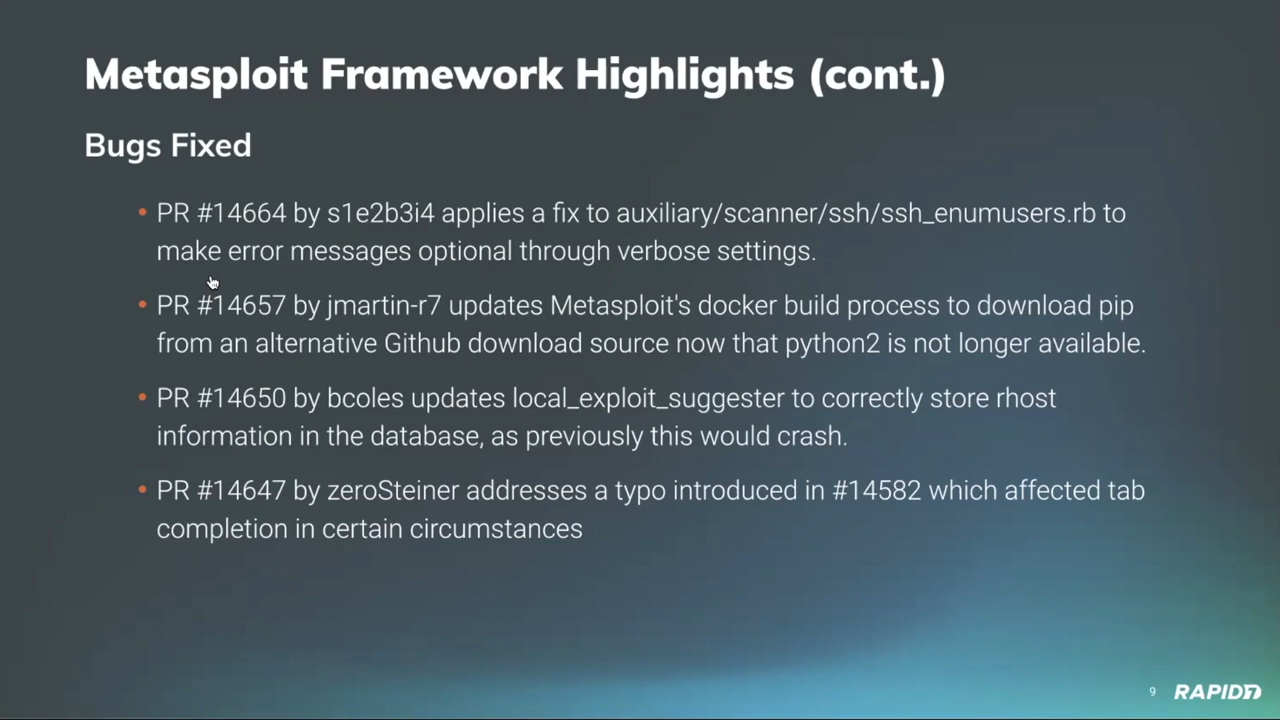 Metasploit Framework Highlights (cont.)
Bugs Fixed
• PR #14664 by s1e2b3i4 applies a fix to auxiliary/scanner/ssh/ssh_enumusers.rb to
make error messages optional through verbose settings.
• PR #14657 by jmartin-r7 updates Metasploit's docker build process to download pip
from an alternative Github download source now that python2 is not longer available.
• PR #14650 by bcoles updates local_exploit_suggester to correctly store rhost
information in the database, as previously this would crash.
• PR #14647 by zeroSteiner addresses a typo introduced in #14582 which affected tab
completion in certain circumstances
9 RAPID7